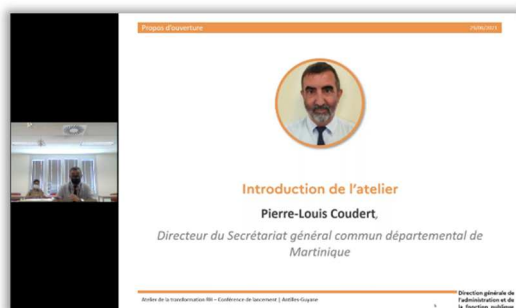 Propos d'ouverture
25/06/2021
Introduction de l'atelier
Pierre-Louis Coudert,
Directeur du Secrétariat général commun départemental de
Martinique
Atelier de la transformation RH – Conférence de lancement | Antilles-Guyane
Direction générale de
l'administration et de
la fonction publique